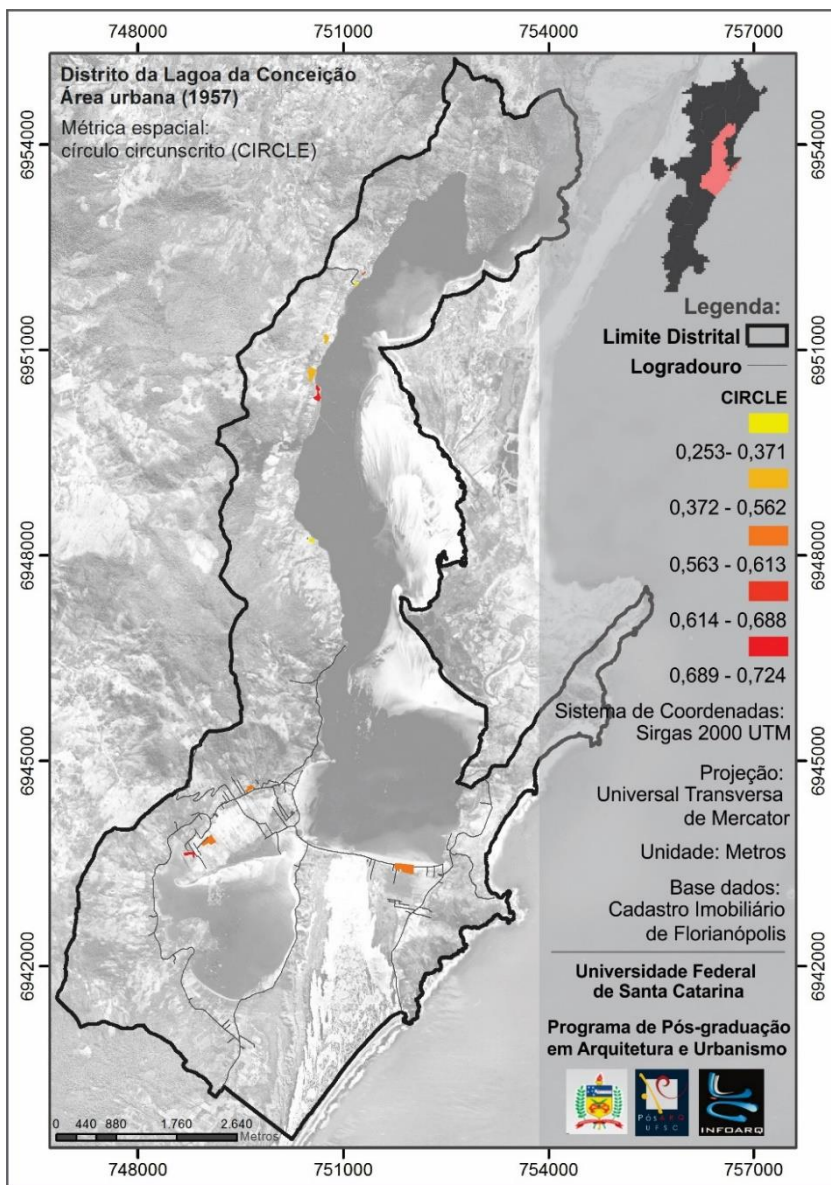 748000 751000 754000 757000
Distrito da Lagoa da Conceição
Área urbana (1957)
Métrica espacial:
círculo circunscrito (CIRCLE)
6954000
6954000
6951000
6951000
6948000
6948000
6945000
6945000
6942000
6942000
Legenda:
Limite Distrital
Logradouro
CIRCLE
0,253- 0,371
0,372 - 0,562
0,563 - 0,613
0,614 - 0,688
0,689 - 0,724
Sistema de Coordenadas:
Sirgas 2000 UTM
Projeção:
Universal Transversa
de Mercator
Unidade: Metros
Base dados:
Cadastro Imobiliário
de Florianópolis
Universidade Federal
de Santa Catarina
Programa de Pós-graduação
em Arquitetura e Urbanismo
PósARQ
UFSC
INFOARQ
0 440 880 1.760 2.640
Metros
748000 751000 754000 757000